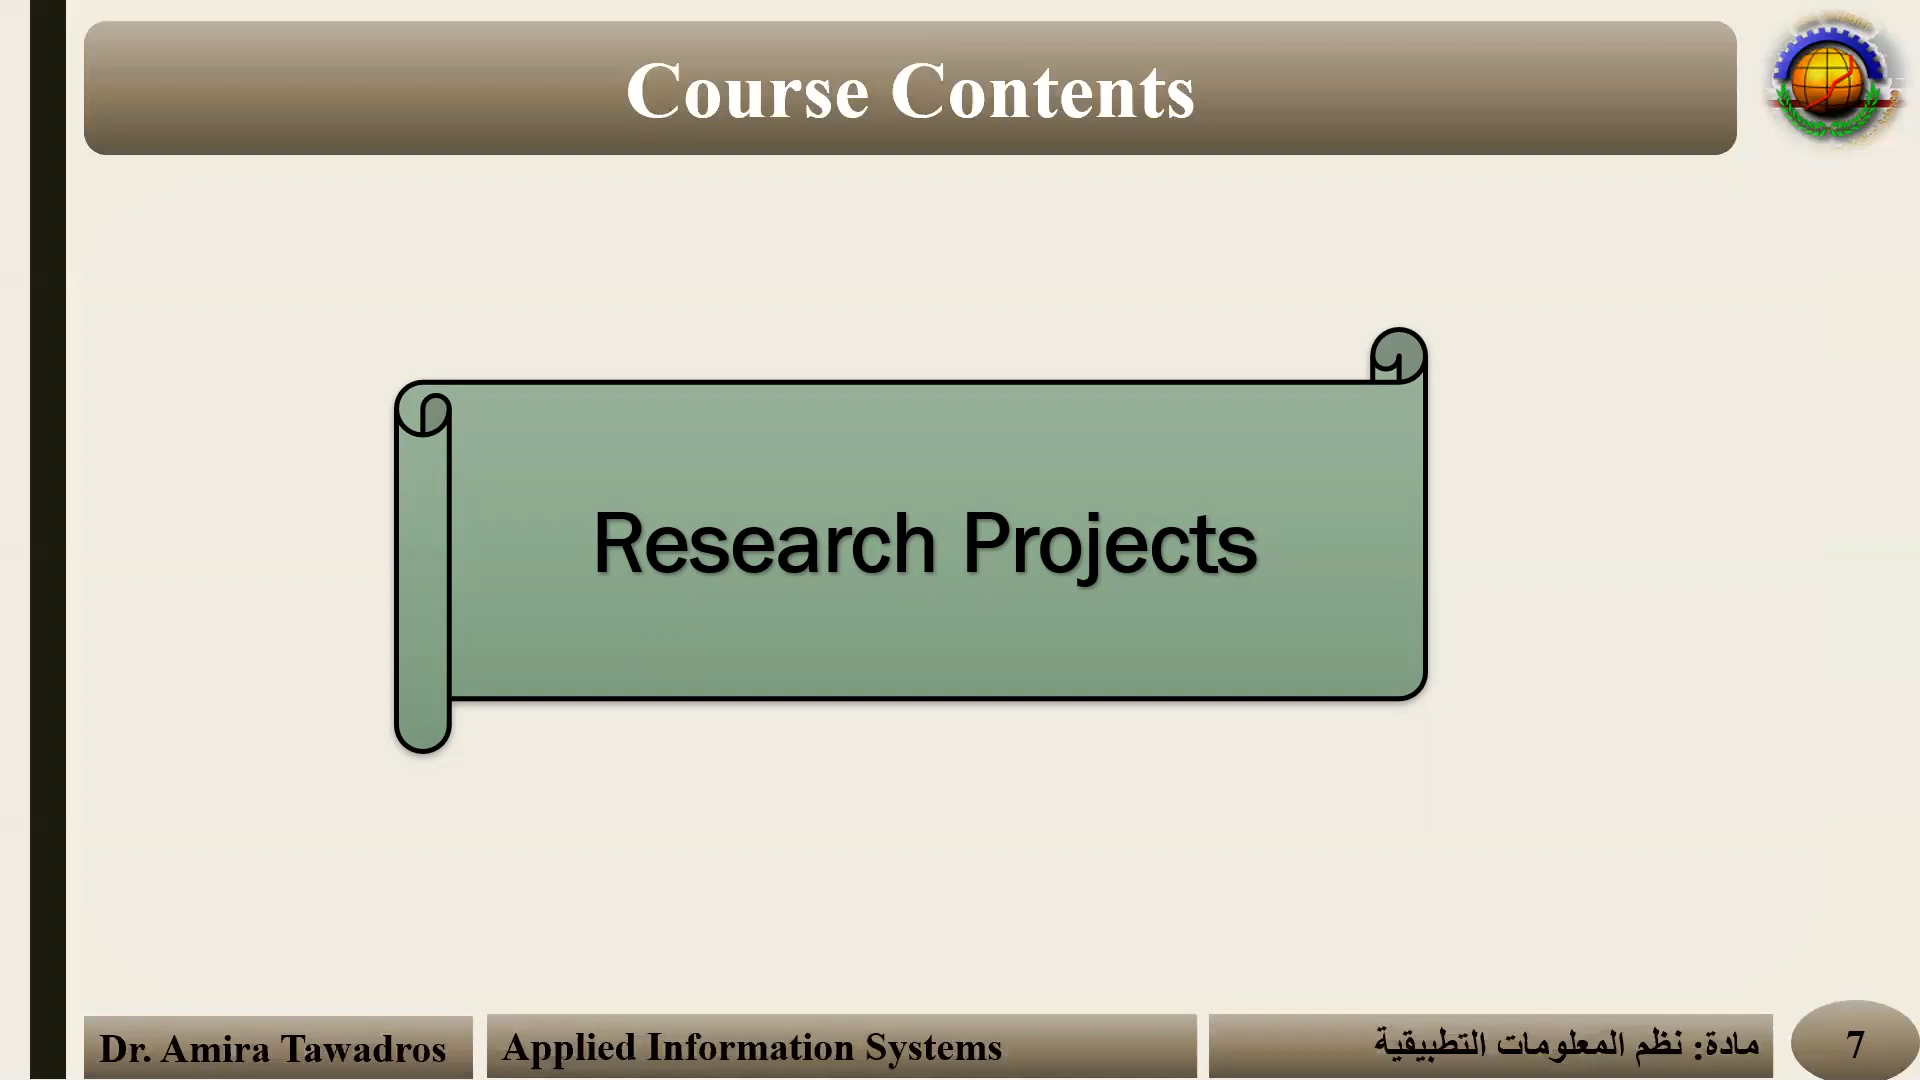 Course Contents
Research Projects
Dr. Amira Tawadros
Applied Information Systems
مادة: نظم المعلومات التطبيقية
7